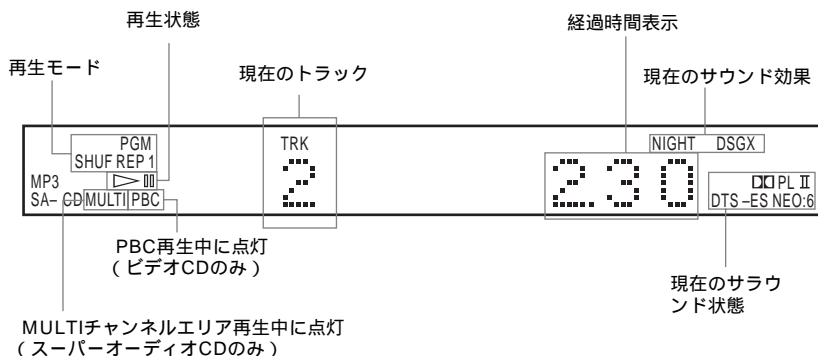 再生状態
経過時間表示
再生モード
現在のトラック
現在のサウンド効果
PGM
SHUF REP 1
TRK
NIGHT DSGX
MP3
SA– CD MULTI PBC
2
2.30
PL II
DTS –ES NEO:6
PBC再生中に点灯
(ビデオCDのみ)
現在のサラウ
ンド状態
MULTIチャンネルエリア再生中に点灯
(スーパーオーディオCDのみ)